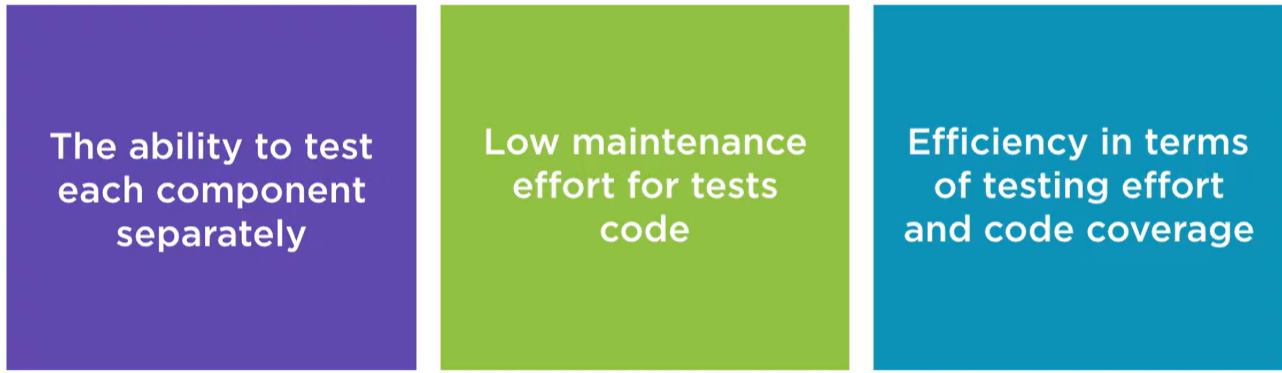 The ability to test
each component
separately
Low maintenance
effort for tests
code
Efficiency in terms
of testing effort
and code coverage